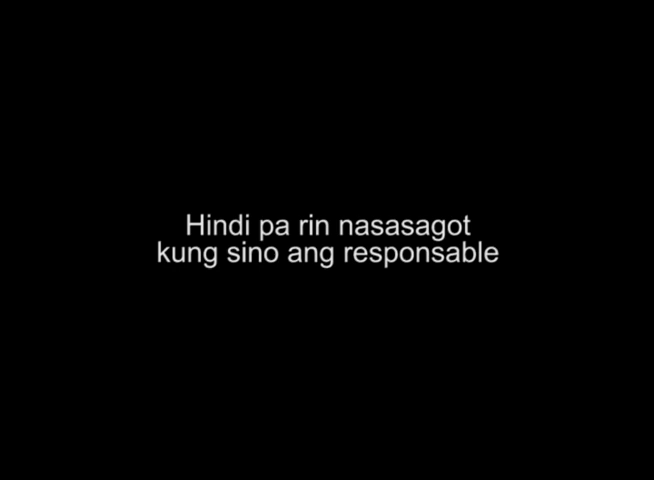 Hindi pa rin nasasagot
kung sino ang responsable